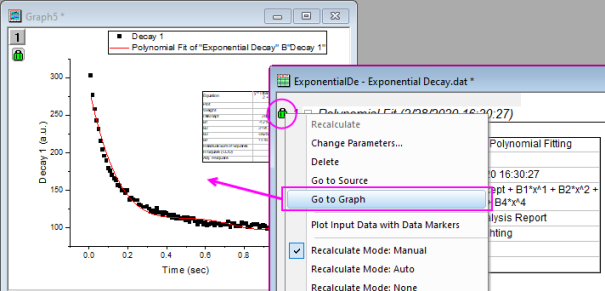 Graph5 *
1
Decay 1
Polynomial Fit of "Exponential Decay" B"Decay 1"
Equation
300
250
200
150
100
Decay 1 (a.u.)
0.0
0.2
0.4
0.6
0.8
Time (sec)
ExponentialDe - Exponential Decay.dat *
Polynomial Fit (2/28/2020 16:30:27)
Recalculate
Change Parameters...
Delete
Go to Source
Go to Graph
Plot Input Data with Data Markers
Recalculate Mode: Manual
Recalculate Mode: Auto
Recalculate Mode: None
Polynomial Fitting
20 16:30:27
ept + B1*x^1 + B2*x^2 +
B4*x^4
alysis Report
hting